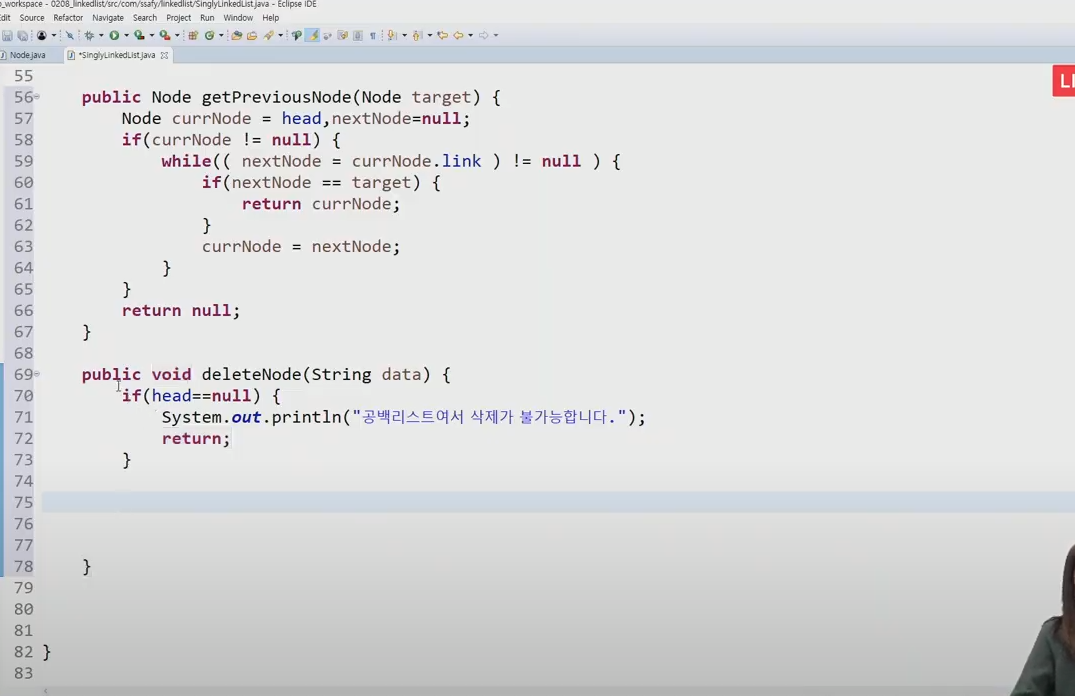 o_workspace - 0208_linkedlist/src/com/ssafy/linkedlist/SinglyLinkedList.java - Eclipse IDE
Edit Source Refactor Navigate Search Project Run Window Help
Node.java *SinglyLinkedList.java
55
56 public Node getPreviousNode(Node target) {
57 Node currNode = head,nextNode=null;
58 if(currNode != null) {
59 while(( nextNode = currNode.link ) != null ) {
60 if(nextNode == target) {
61 return currNode;
62 }
63 currNode = nextNode;
64 }
65 }
66 return null;
67 }
68
69 public void deleteNode(String data) {
70 if(head==null) {
71 System.out.println("공백리스트여서 삭제가 불가능합니다.");
72 return;
73 }
74
75
76
77
78 }
79
80
81
82 }
83
LI